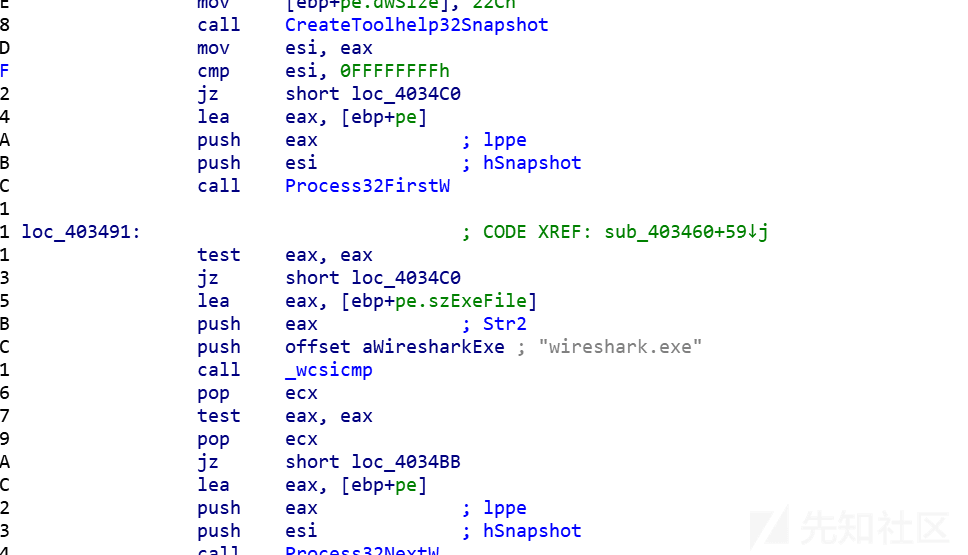 E mov [ebp+pe.dwSize], 22Ch
8 call CreateToolhelp32Snapshot
D mov esi, eax
F cmp esi, 0FFFFFFFFh
2 jz short loc_4034C0
4 lea eax, [ebp+pe]
A push eax ; lppe
B push esi ; hSnapshot
C call Process32FirstW
1
1 loc_403491: ; CODE XREF: sub_403460+59↓j
1 test eax, eax
3 jz short loc_4034C0
5 lea eax, [ebp+pe.szExeFile]
B push eax ; Str2
C push offset aWiresharkExe ; "wireshark.exe"
1 call _wcsicmp
6 pop ecx
7 test eax, eax
9 pop ecx
A jz short loc_4034BB
C lea eax, [ebp+pe]
2 push eax ; lppe
3 push esi ; hSnapshot
4 call Process32NextW
先知社区